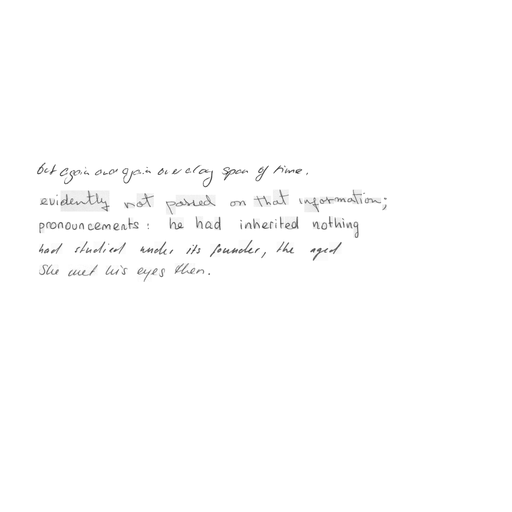 but again and again over a long span of time.
evidently not passed on that information;
pronouncements : he had inherited nothing
had studied under its founder, the aged
She met his eyes then.